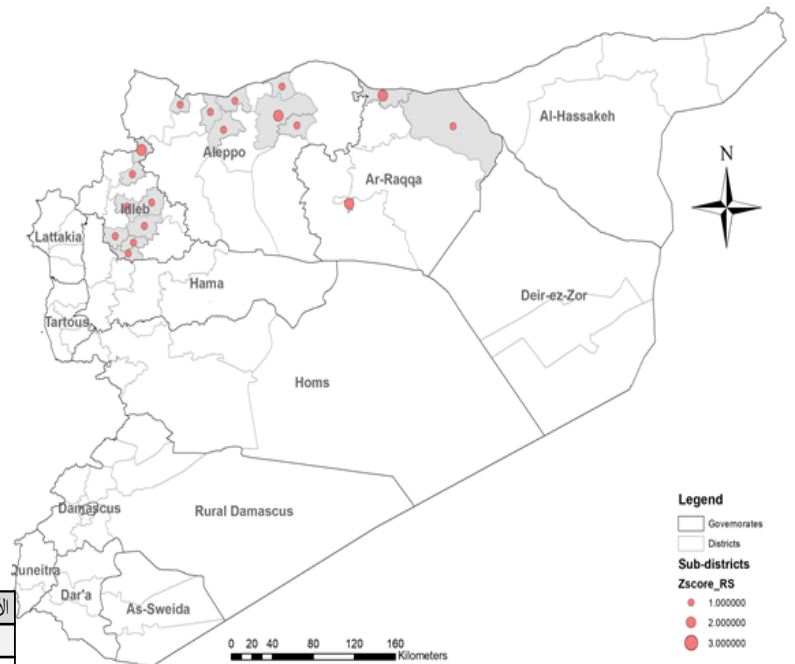 N
Al-Hassakeh
Aleppo
Ar-Raqqa
Idleb
Lattakia
Hama
Deir-ez-Zor
Tartous
Homs
Damascus
Rural Damascus
Quneitra
Dar'a
As-Sweida
Legend
Governorates
Districts
Sub-districts
Zscore_RS
1.000000
2.000000
3.000000
0 20 40 80 120 160
Kilometers